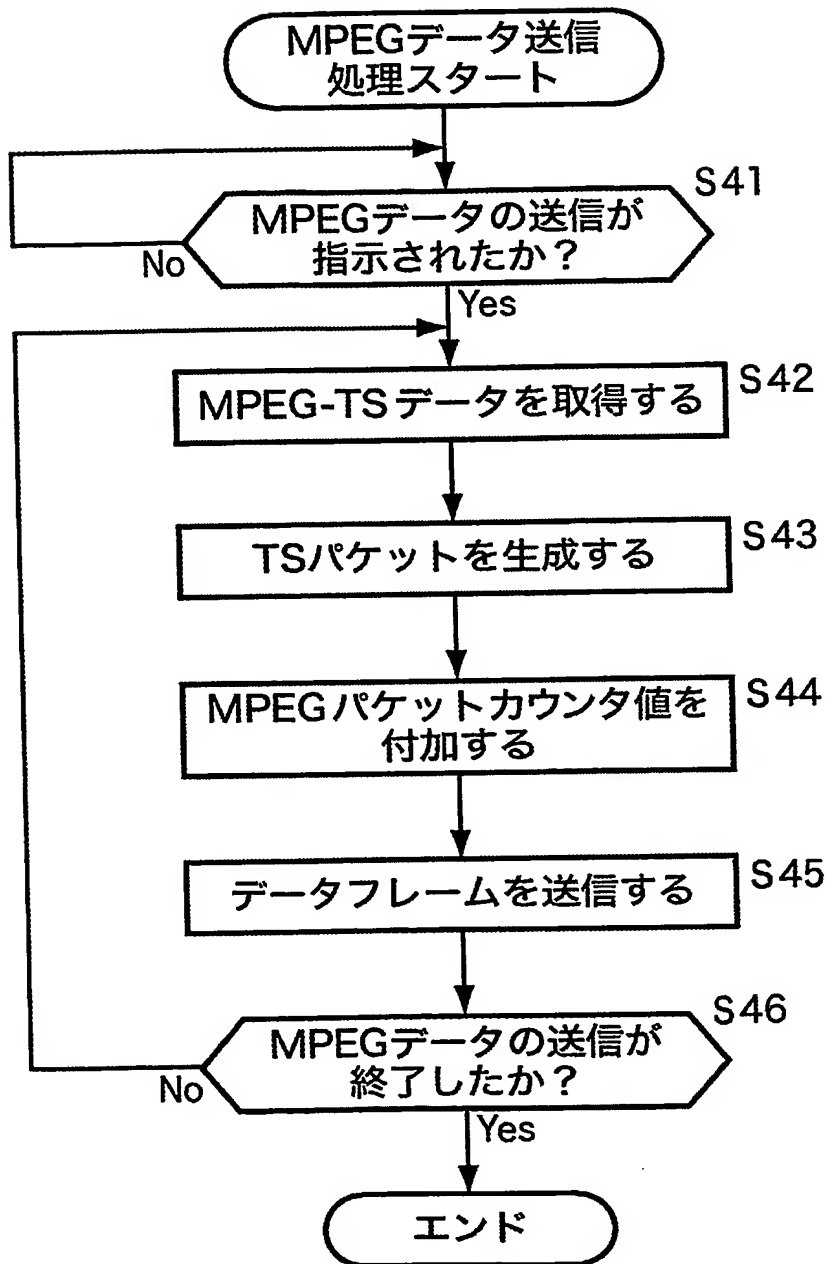 MPEGデータ送信
処理スタート
S41
MPEGデータの送信が
指示されたか？
No
Yes
S42
MPEG-TSデータを取得する
S43
TSパケットを生成する
S44
MPEGパケットカウンタ値を
付加する
S45
データフレームを送信する
S46
MPEGデータの送信が
終了したか？
No
Yes
エンド